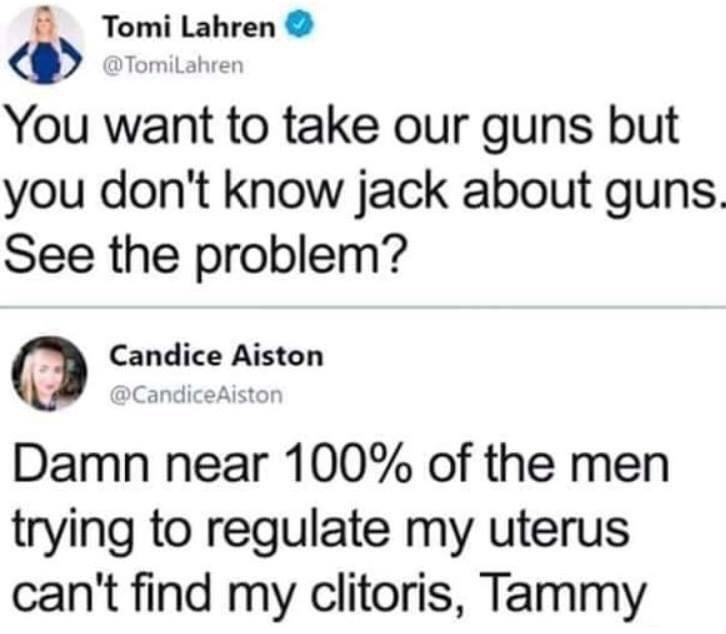 Tomi Lahren
@TomiLahren
You want to take our guns but
you don't know jack about guns.
See the problem?
Candice Aiston
@CandiceAiston
Damn near 100% of the men
trying to regulate my uterus
can't find my clitoris, Tammy